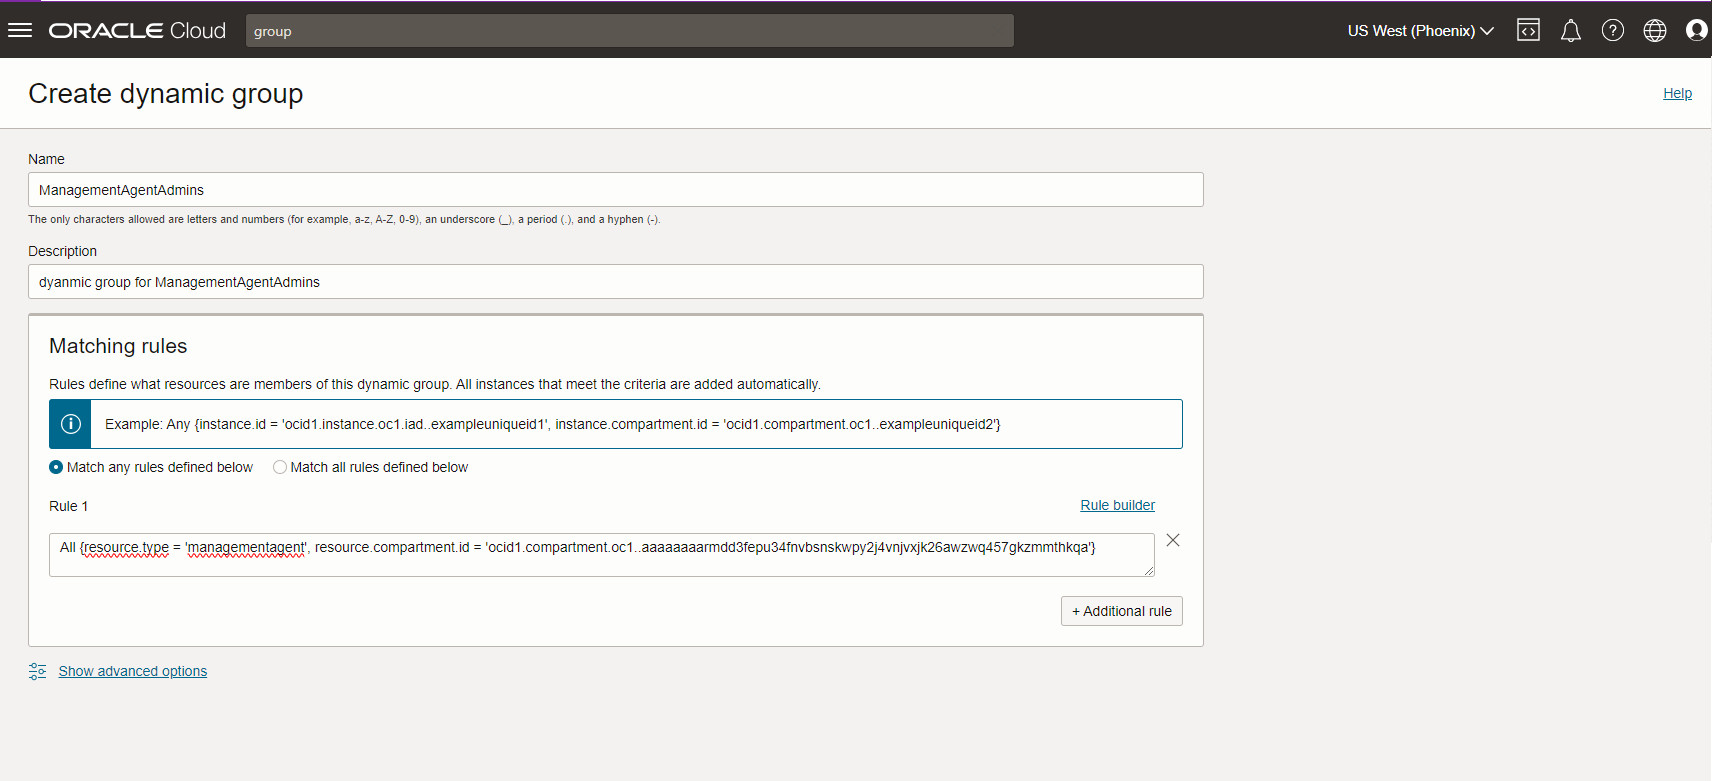 ORACLE Cloud
group
US West (Phoenix)
Create dynamic group
Help
Name
ManagementAgentAdmins
The only characters allowed are letters and numbers (for example, a-z, A-Z, 0-9), an underscore (_), a period (.), and a hyphen (-).
Description
dyanmic group for ManagementAgentAdmins
Matching rules
Rules define what resources are members of this dynamic group. All instances that meet the criteria are added automatically.
Example: Any {instance.id = 'ocid1.instance.oc1.iad..exampleuniqueid1', instance.compartment.id = 'ocid1.compartment.oc1..exampleuniqueid2'}
Match any rules defined below Match all rules defined below
Rule 1
Rule builder
All {resource.type = 'managementagent', resource.compartment.id = 'ocid1.compartment.oc1..aaaaaaaarmdd3fepu34fnvbsnskwpy2j4vnjvxjk26awzwq457gkzmmthkqa'}
+ Additional rule
Show advanced options